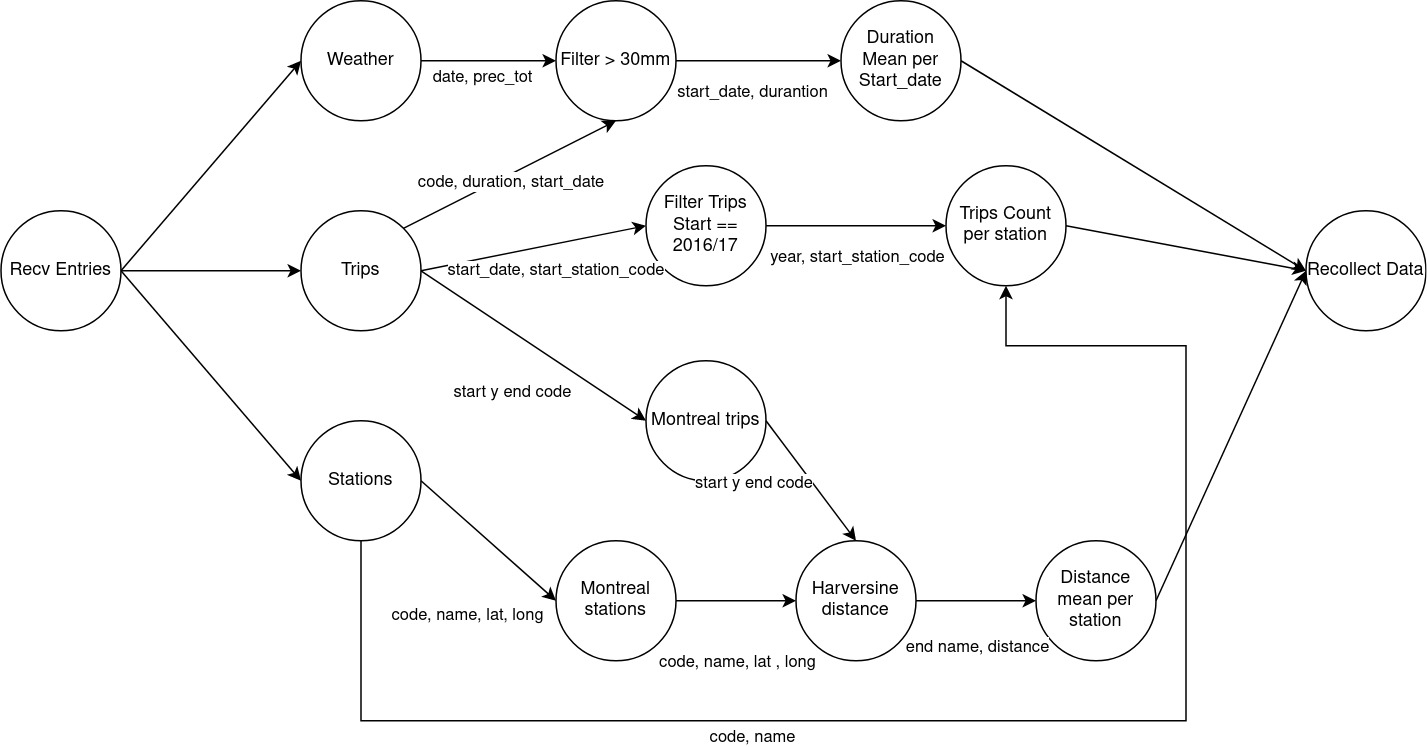 Weather
date, prec_tot
Filter > 30mm
start_date, durantion
Duration
Mean per
Start_date
code, duration, start_date
Recv Entries
Trips
start_date, start_station_code
Filter Trips
Start ==
2016/17
year, start_station_code
Trips Count
per station
Recollect Data
start y end code
Montreal trips
start y end code
Stations
code, name, lat, long
Montreal
stations
code, name, lat , long
Harversine
distance
end name, distance
Distance
mean per
station
code, name